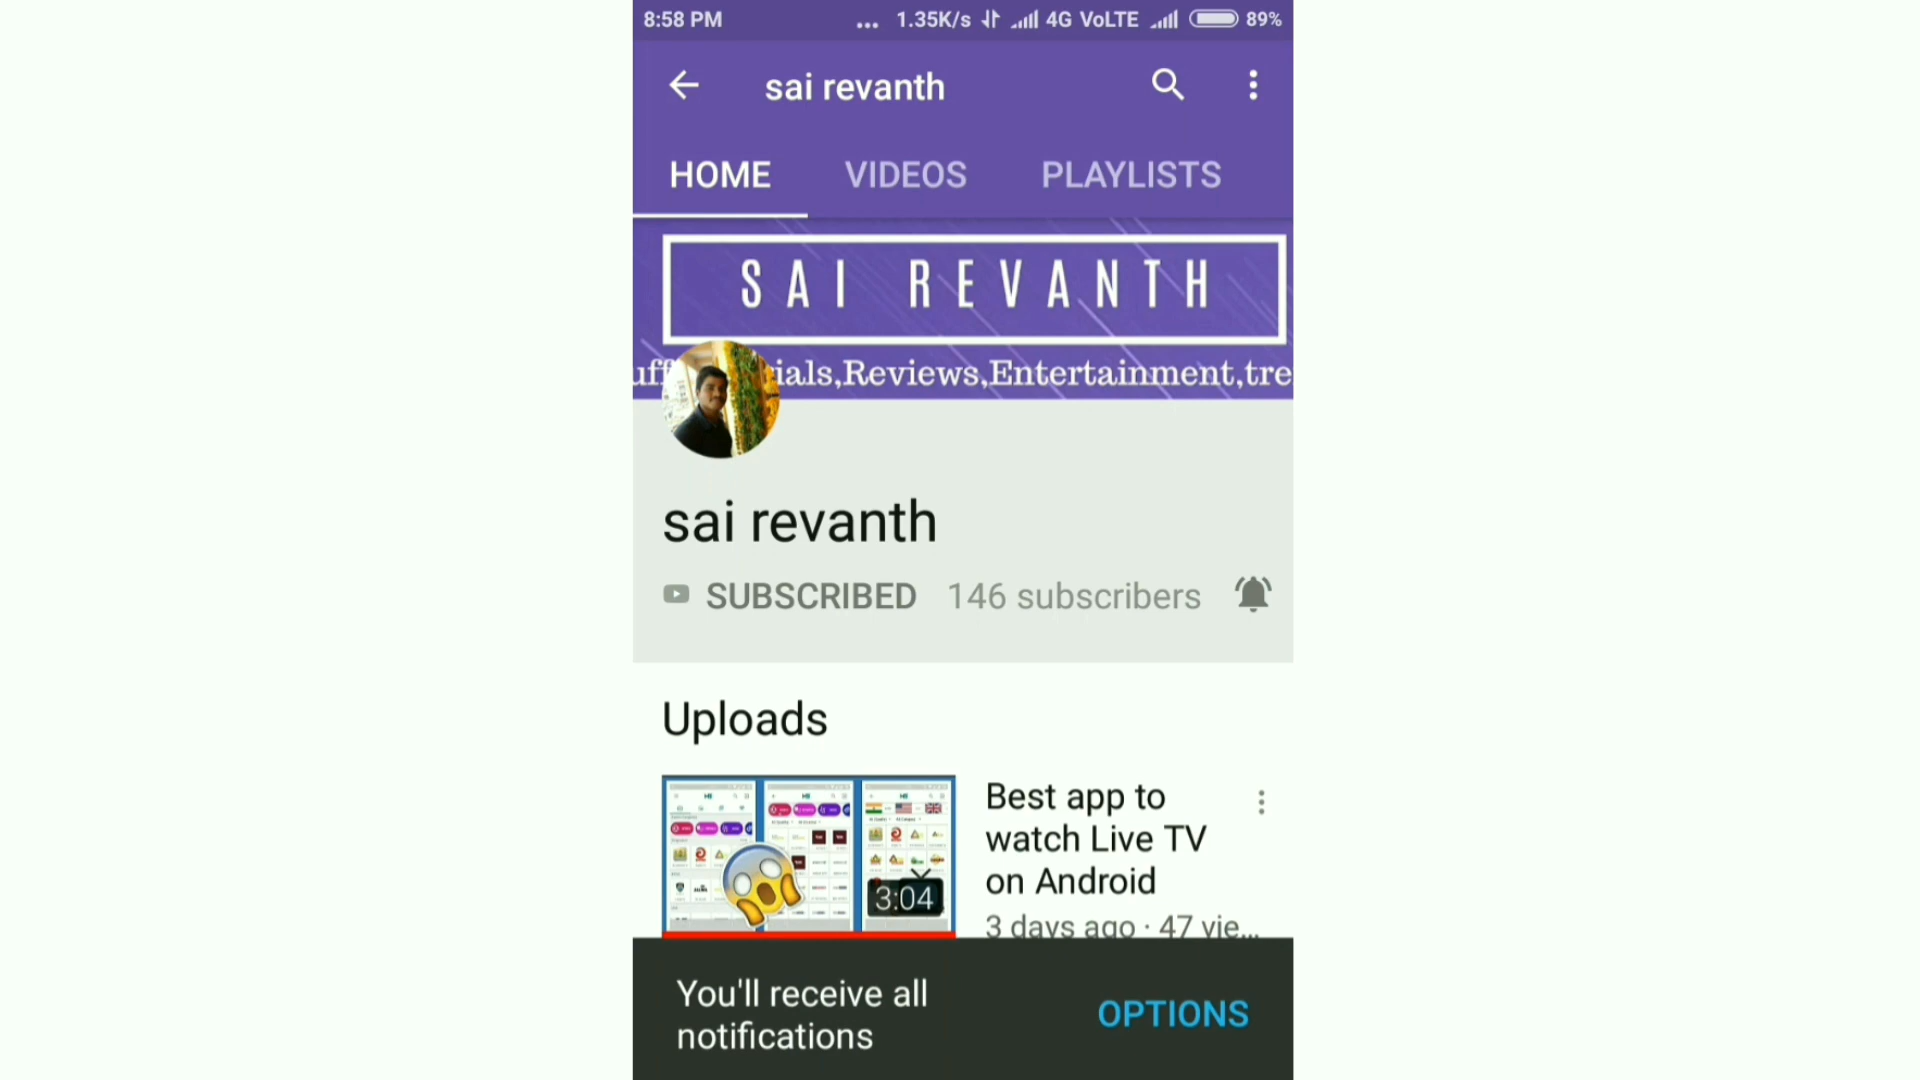 8:58 PM ... 1.35K/s 4G VoLTE 89%
sai revanth
HOME VIDEOS PLAYLISTS
SAI REVANTH
ials,Reviews,Entertainment,tre
sai revanth
SUBSCRIBED 146 subscribers
Uploads
Best app to
watch Live TV
on Android
3:04
3 days ago · 47 vie...
You'll receive all
notifications
OPTIONS